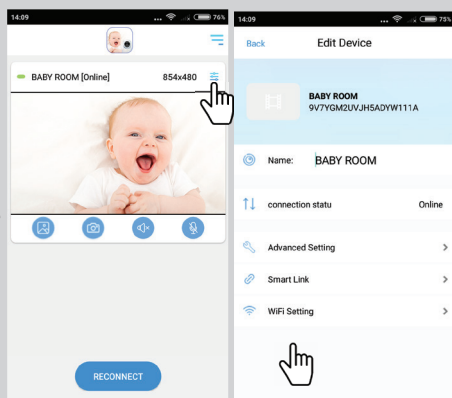 14:09
... 76%
BABY ROOM [Online] 854x480
RECONNECT
14:09
... 75%
Back Edit Device
BABY ROOM
9V7YGM2UVJH5ADYW111A
Name: BABY ROOM
connection statu Online
Advanced Setting
Smart Link
WiFi Setting